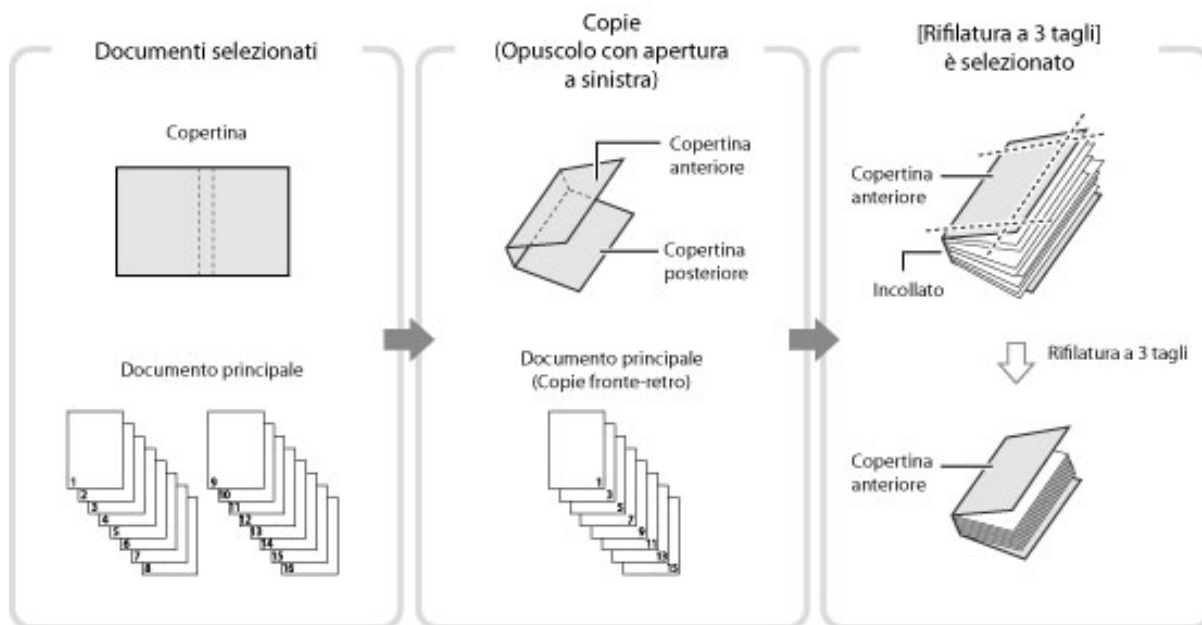 Documenti selezionati
Copertina
Documento principale
1
2
3
4
5
6
7
8
9
10
11
12
13
14
15
16
Copie
(Opuscolo con apertura
a sinistra)
Copertina
anteriore
Copertina
posteriore
Documento principale
(Copie fronte-retro)
1
3
5
7
9
11
13
15
[Rifilatura a 3 tagli]
è selezionato
Copertina
anteriore
Incollato
Rifilatura a 3 tagli
Copertina
anteriore